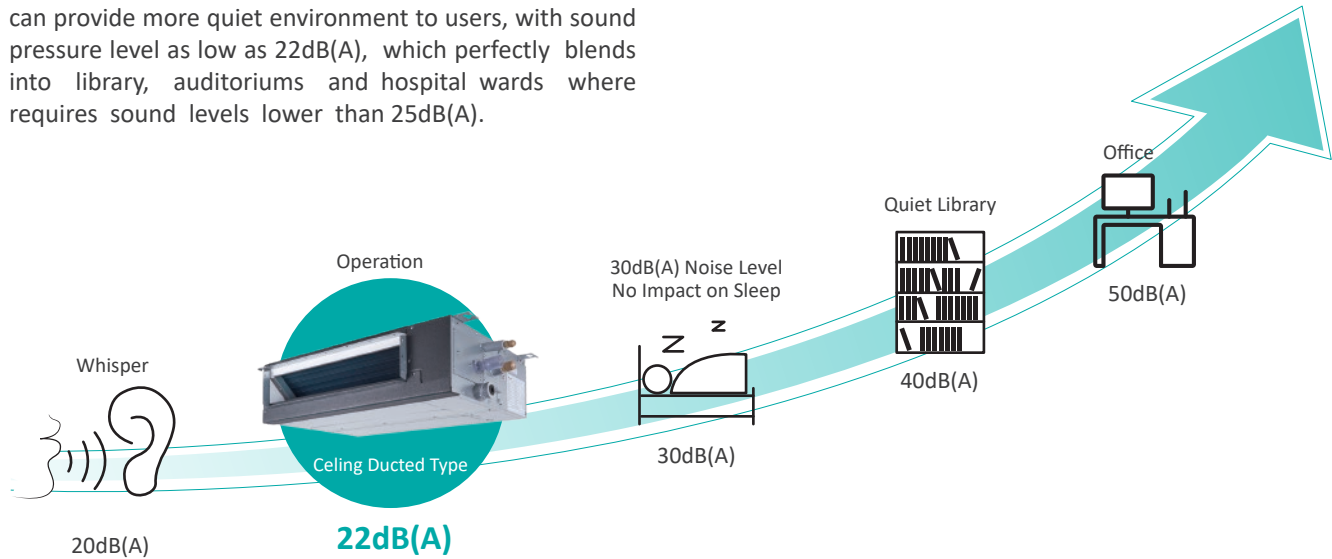 can provide more quiet environment to users, with sound
pressure level as low as 22dB(A), which perfectly blends
into library, auditoriums and hospital wards where
requires sound levels lower than 25dB(A).
Office
Quiet Library
Operation
30dB(A) Noise Level
No Impact on Sleep
50dB(A)
N
N
Whisper
40dB(A)
30dB(A)
Celing Ducted Type
22dB(A)
20dB(A)